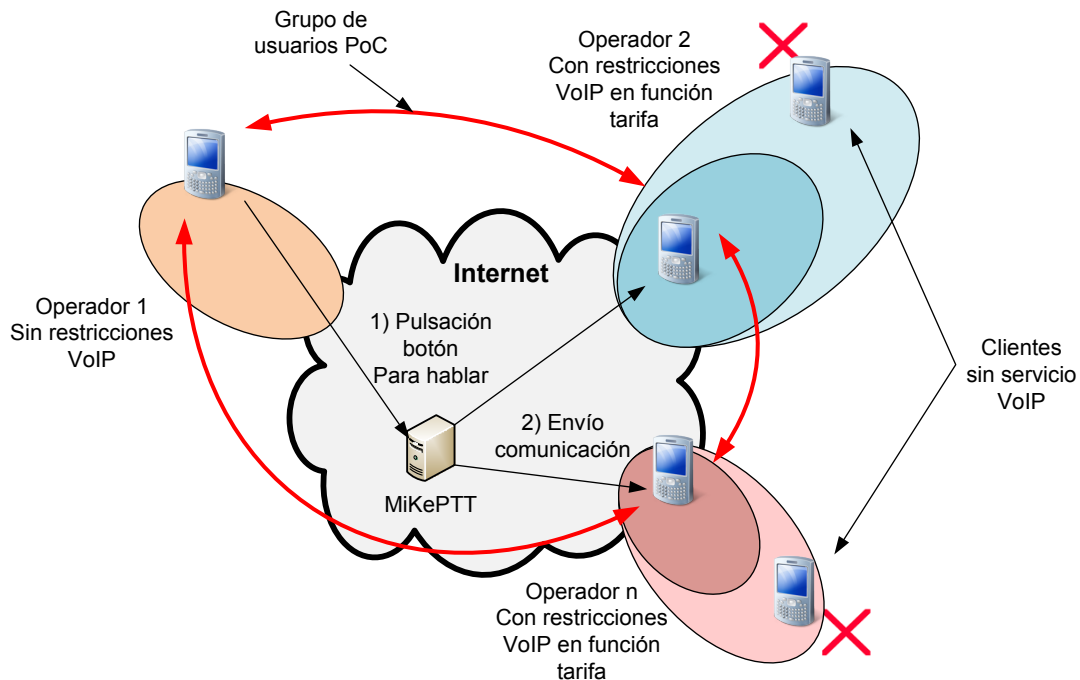 Grupo de
usuarios PoC
Operador 2
Con restricciones
VoIP en función
tarifa
Internet
Operador 1
Sin restricciones
VoIP
1) Pulsación
botón
Para hablar
Clientes
sin servicio
VoIP
2) Envío
comunicación
MiKePTT
Operador n
Con restricciones
VoIP en función
tarifa